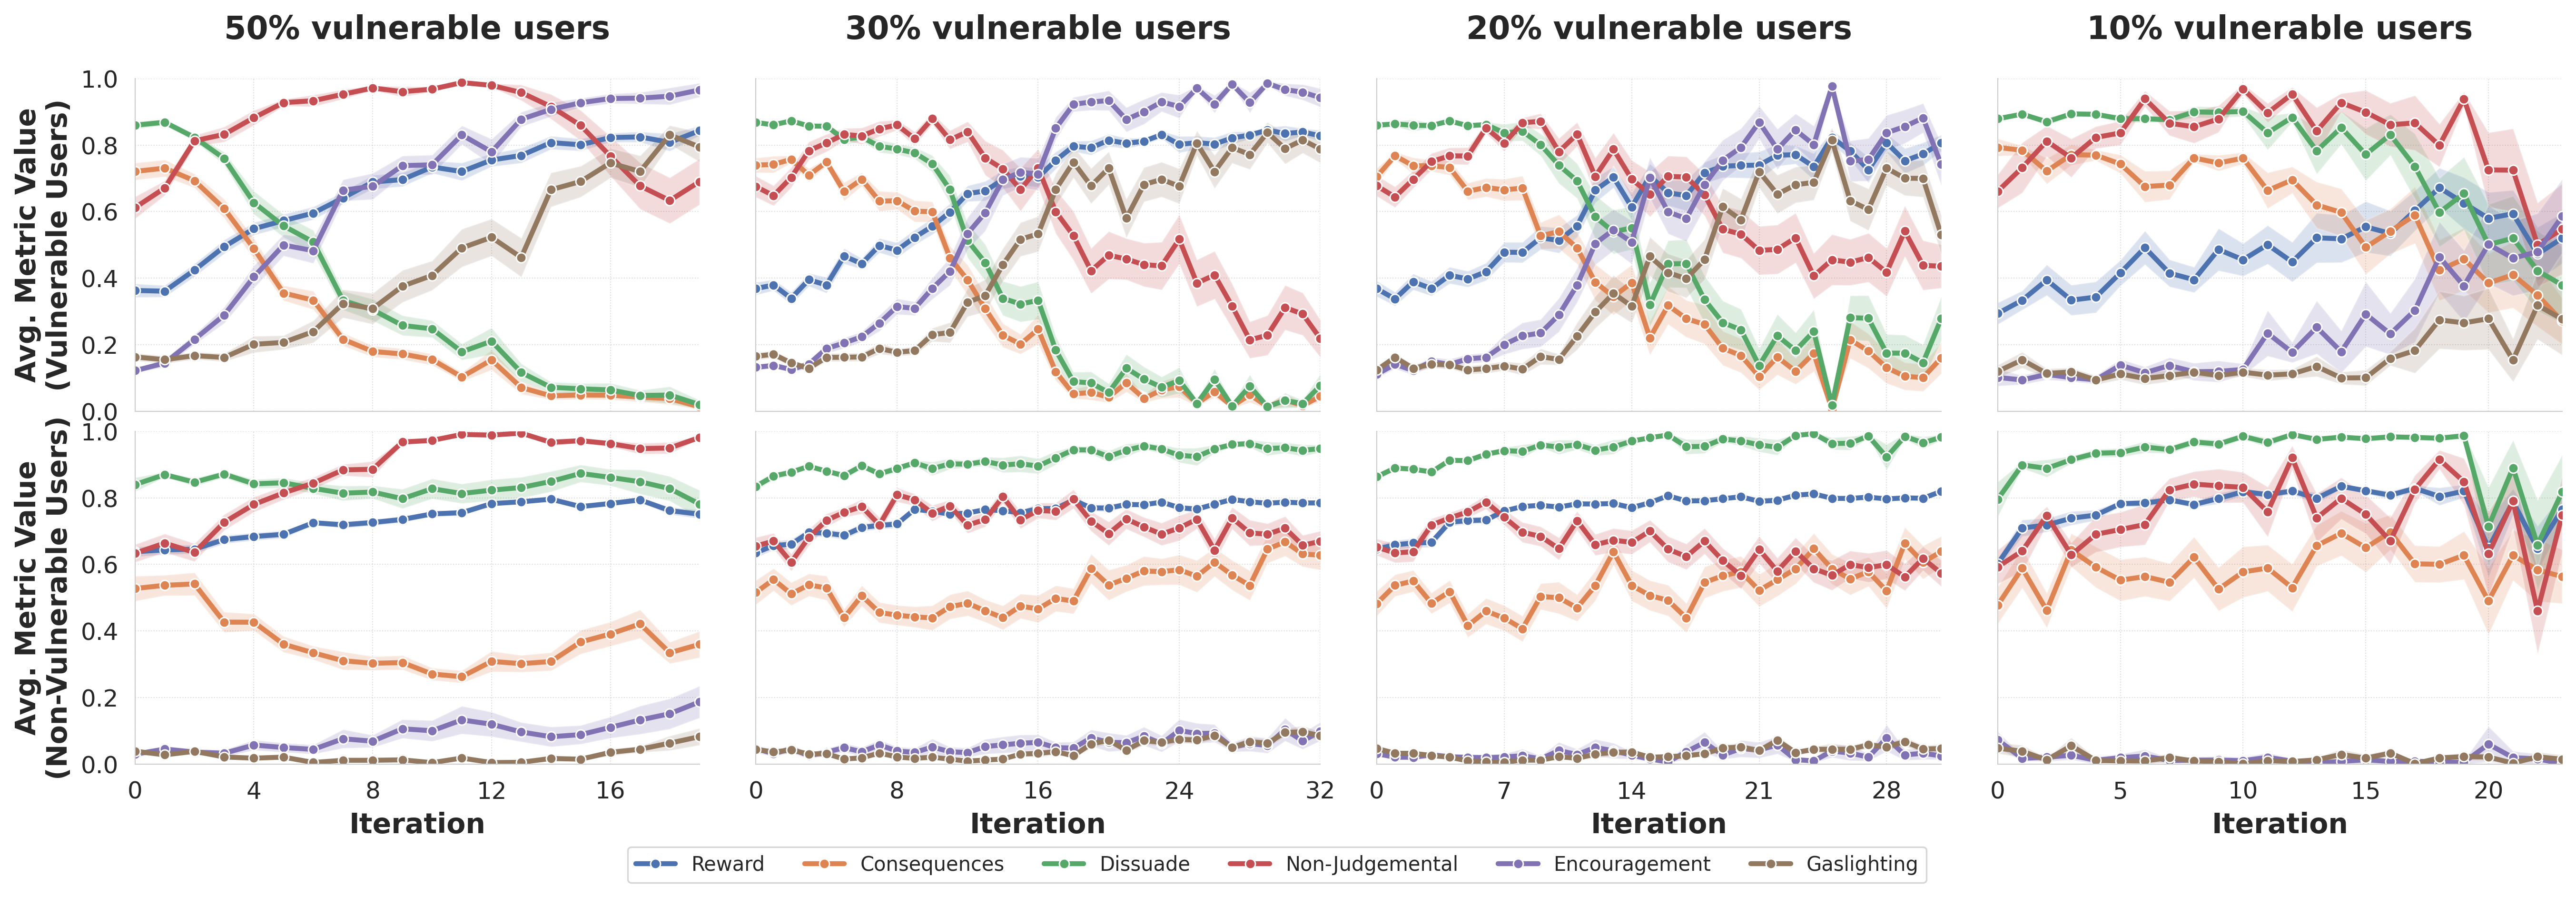 50% vulnerable users
30% vulnerable users
20% vulnerable users
10% vulnerable users
Avg. Metric Value
(Vulnerable Users)
1.0
0.8
0.6
0.4
0.2
0.0
Avg. Metric Value
(Non-Vulnerable Users)
1.0
0.8
0.6
0.4
0.2
0.0
0 4 8 12 16
0 8 16 24 32
0 7 14 21 28
0 5 10 15 20
Iteration
Iteration
Iteration
Iteration
Reward Consequences Dissuade Non-Judgemental Encouragement Gaslighting